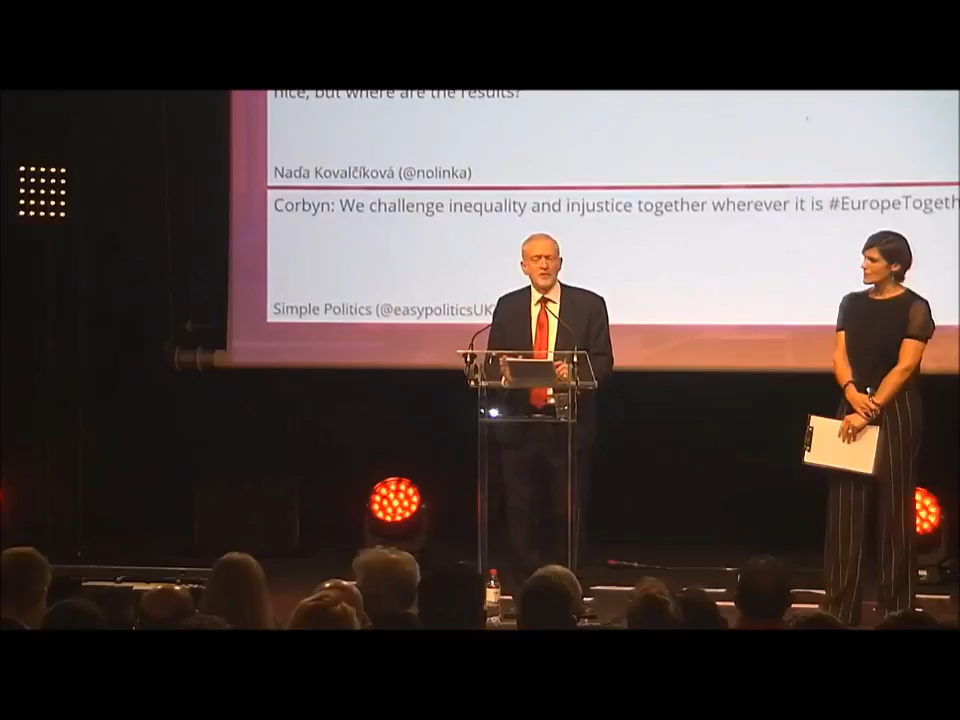 nice, but where are the results?
Naďa Kovalčíková (@nolinka)
Corbyn: We challenge inequality and injustice together wherever it is #EuropeTogeth
Simple Politics (@easypoliticsUK